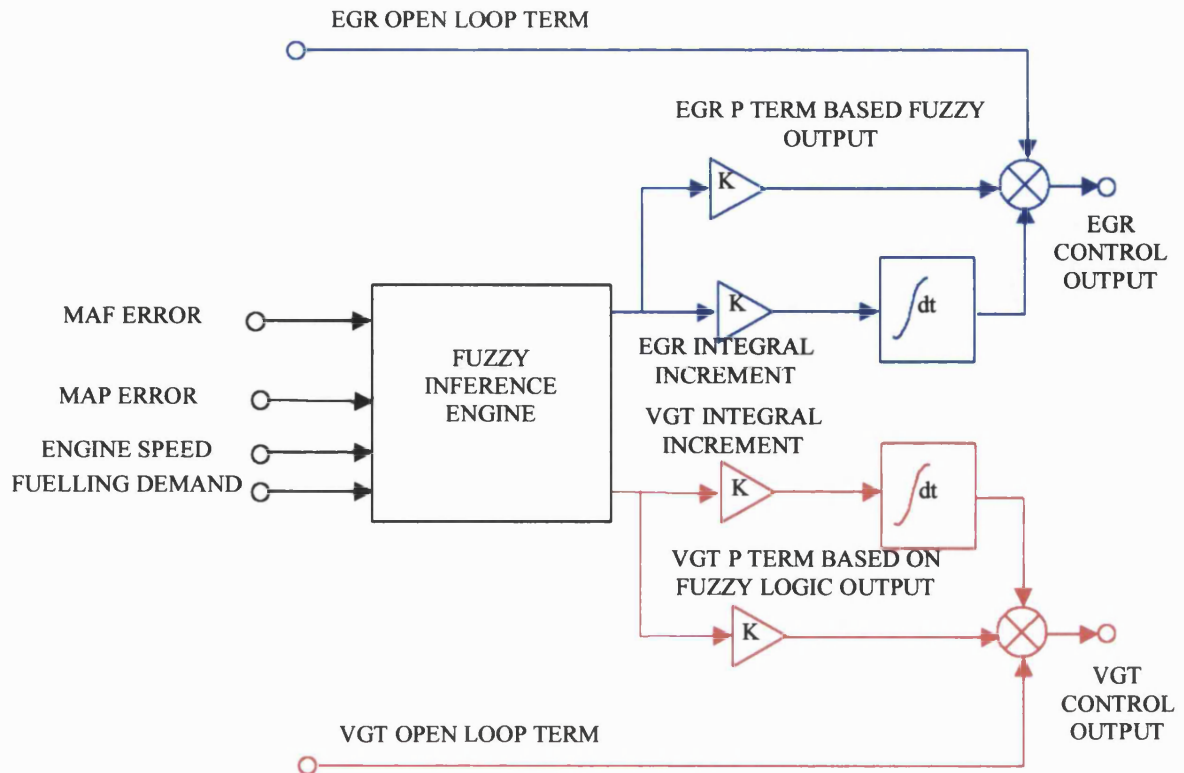 EGR OPEN LOOP TERM
EGR P TERM BASED FUZZY
OUTPUT
K
EGR
CONTROL
OUTPUT
MAF ERROR
K
∫dt
FUZZY
INFERENCE
ENGINE
EGR INTEGRAL
INCREMENT
MAP ERROR
VGT INTEGRAL
INCREMENT
ENGINE SPEED
FUELLING DEMAND
K
∫dt
VGT P TERM BASED ON
FUZZY LOGIC OUTPUT
K
VGT
CONTROL
OUTPUT
VGT OPEN LOOP TERM